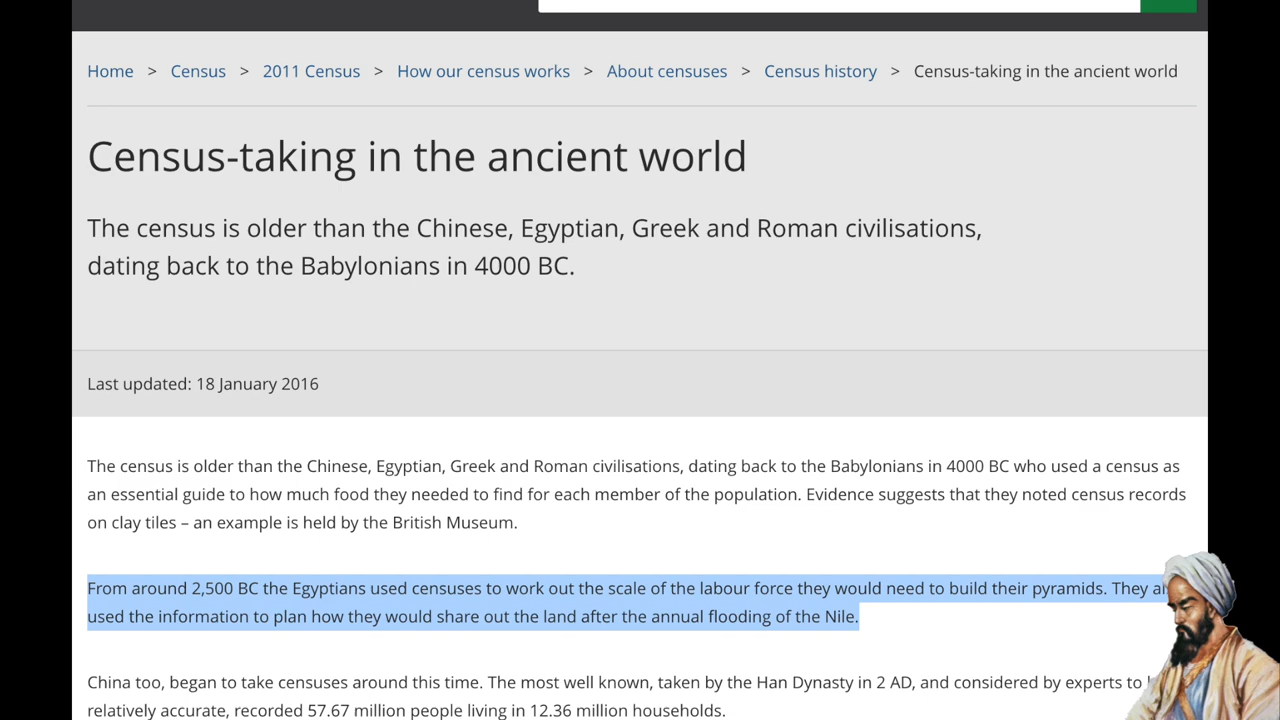 Home > Census > 2011 Census > How our census works > About censuses > Census history > Census-taking in the ancient world
Census-taking in the ancient world
The census is older than the Chinese, Egyptian, Greek and Roman civilisations,
dating back to the Babylonians in 4000 BC.
Last updated: 18 January 2016
The census is older than the Chinese, Egyptian, Greek and Roman civilisations, dating back to the Babylonians in 4000 BC who used a census as
an essential guide to how much food they needed to find for each member of the population. Evidence suggests that they noted census records
on clay tiles – an example is held by the British Museum.
From around 2,500 BC the Egyptians used censuses to work out the scale of the labour force they would need to build their pyramids. They
used the information to plan how they would share out the land after the annual flooding of the Nile.
China too, began to take censuses around this time. The most well known, taken by the Han Dynasty in 2 AD, and considered by experts to
relatively accurate, recorded 57.67 million people living in 12.36 million households.